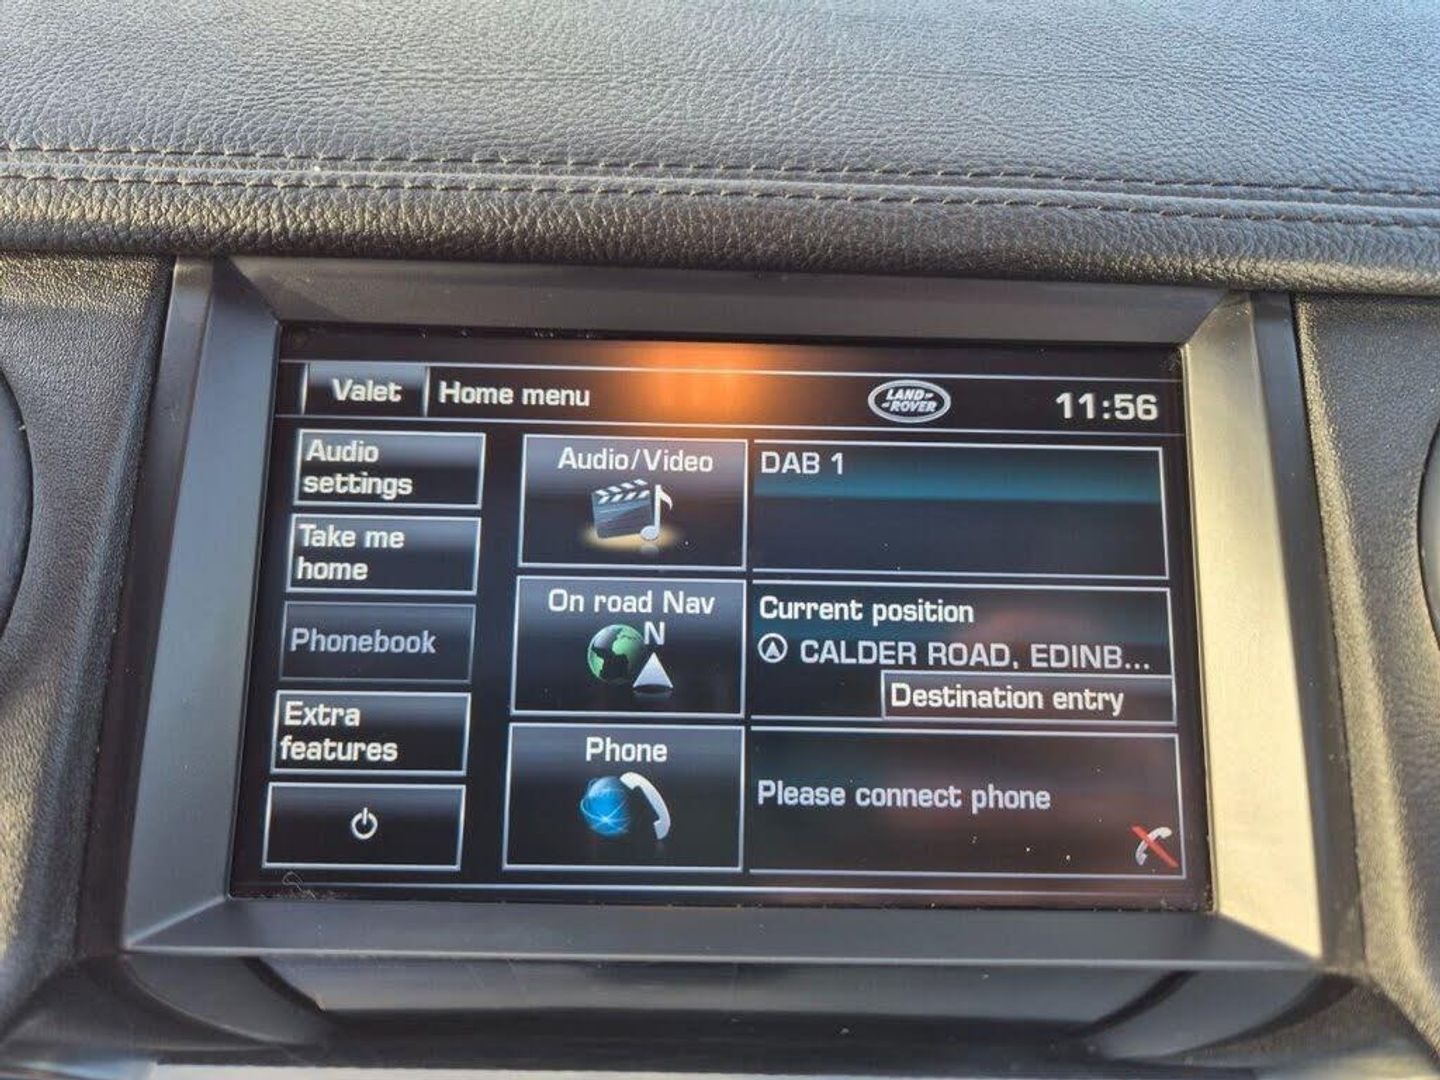 Valet
Home menu
LAND-
-ROVER
11:56
Audio
settings
Audio/Video
DAB 1
Take me
home
On road Nav
N
Current position
CALDER ROAD, EDINB...
Destination entry
Phonebook
Extra
features
Phone
Please connect phone